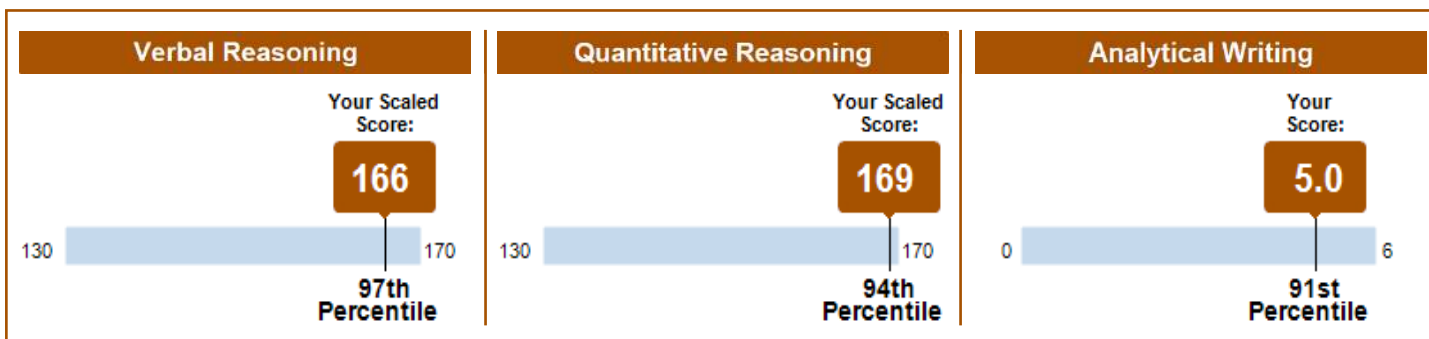 Verbal Reasoning
Your Scaled
Score:
166
130
170
97th
Percentile
Quantitative Reasoning
Your Scaled
Score:
169
130
170
94th
Percentile
Analytical Writing
Your
Score:
5.0
0
6
91st
Percentile